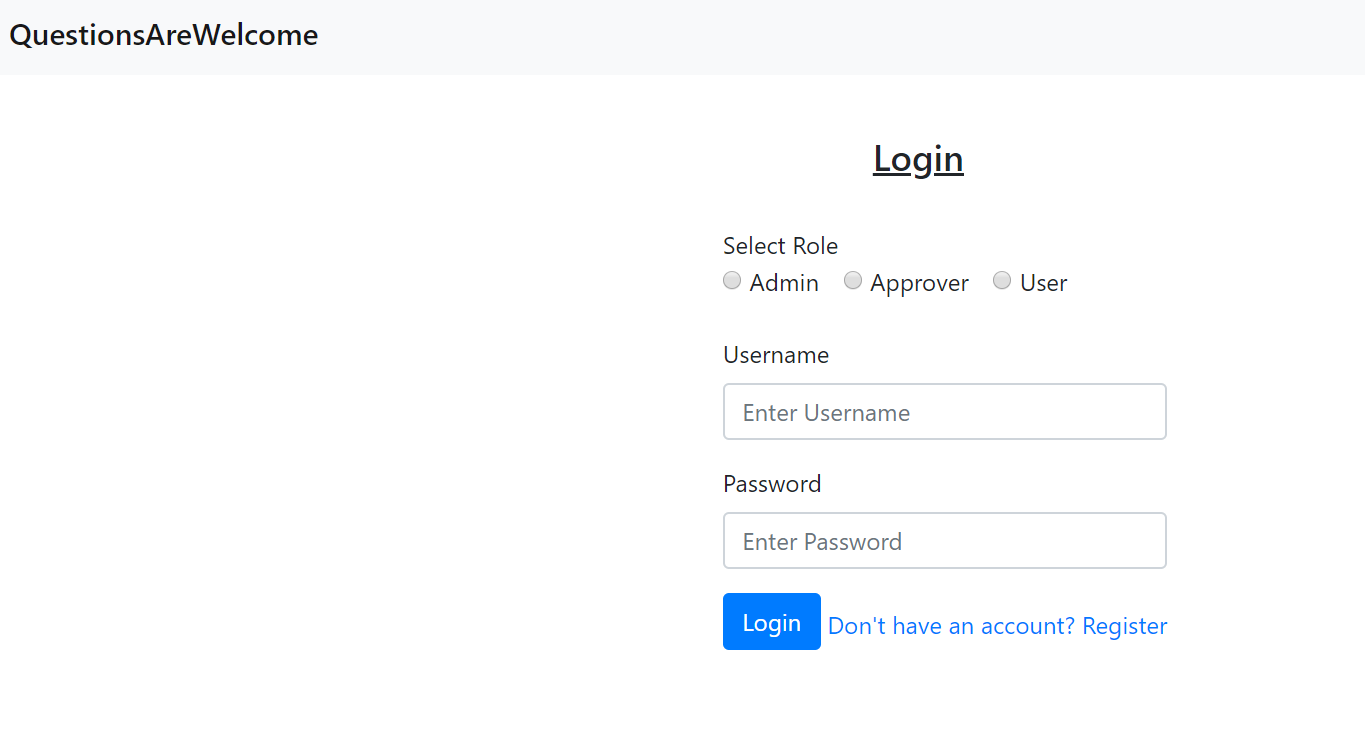 QuestionsAreWelcome
Login
Select Role
Admin Approver User
Username
Enter Username
Password
Enter Password
Login Don't have an account? Register